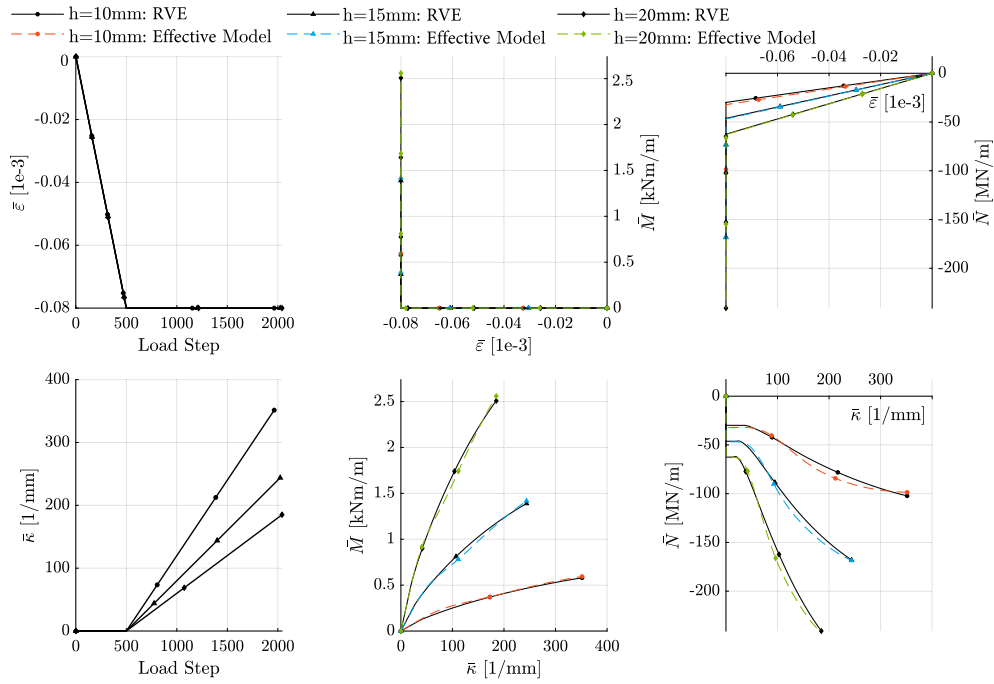 h=10mm: RVE h=15mm: RVE h=20mm: RVE
h=10mm: Effective Model h=15mm: Effective Model h=20mm: Effective Model
0
-0.02
-0.04
-0.06
-0.08
0 500 1000 1500 2000
Load Step
ε̄ [1e-3]
2.5
2
1.5
1
0.5
0
-0.08 -0.06 -0.04 -0.02 0
ε̄ [1e-3]
M̄ [kNm/m]
-0.06 -0.02
0
-50
-100
-150
-200
ε̄ [1e-3]
N̄ [MN/m]
400
300
200
100
0
0 500 1000 1500 2000
Load Step
κ̄ [1/mm]
2.5
2
1.5
1
0.5
0
0 100 200 300 400
κ̄ [1/mm]
M̄ [kNm/m]
100 200 300
0
-50
-100
-150
-200
κ̄ [1/mm]
N̄ [MN/m]